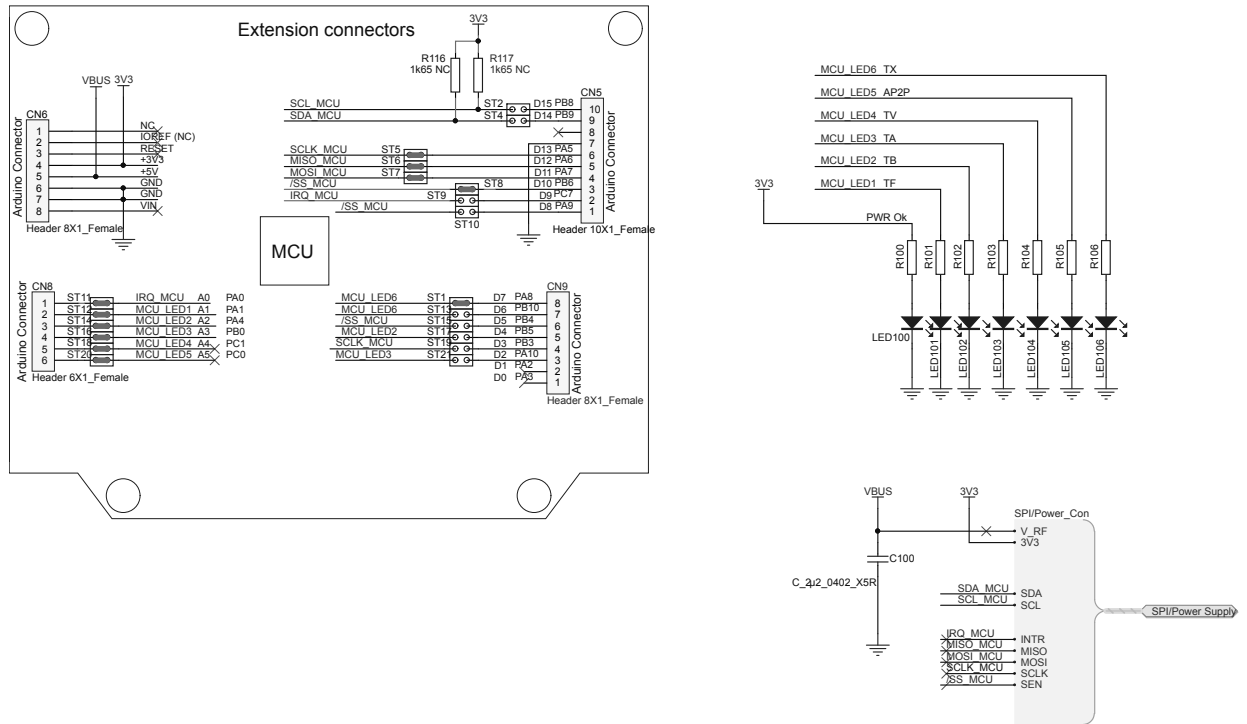 Extension connectors
3V3
R116
1k65 NC
R117
1k65 NC
VBUS 3V3
CN6
Arduino Connector
1 NC
2 IOREF (NC)
3 RESET
4 +3V3
5 +5V
6 GND
7 GND
8 VIN
Header 8X1_Female
CN5
Arduino Connector
SCL_MCU ST2 D15 PB8 10
SDA_MCU ST4 D14 PB9 9
8
7
SCLK_MCU ST5 D13 PA5 6
MISO_MCU ST6 D12 PA6 5
MOSI_MCU ST7 D11 PA7 4
/SS_MCU ST8 D10 PB6 3
IRQ_MCU ST9 D9 PC7 2
/SS_MCU ST10 D8 PA9 1
Header 10X1_Female
MCU
CN8
Arduino Connector
1 ST11 IRQ_MCU A0 PA0
2 ST12 MCU_LED1 A1 PA1
3 ST14 MCU_LED2 A2 PA4
4 ST16 MCU_LED3 A3 PB0
5 ST18 MCU_LED4 A4 PC1
6 ST20 MCU_LED5 A5 PC0
Header 6X1_Female
CN9
Arduino Connector
MCU_LED6 ST1 D7 PA8 8
MCU_LED6 ST13 D6 PB10 7
/SS_MCU ST15 D5 PB4 6
MCU_LED2 ST17 D4 PB5 5
SCLK_MCU ST19 D3 PB3 4
MCU_LED3 ST21 D2 PA10 3
D1 PA2 2
D0 PA3 1
Header 8X1_Female
MCU_LED6 TX
MCU_LED5 AP2P
MCU_LED4 TV
MCU_LED3 TA
MCU_LED2 TB
MCU_LED1 TF
3V3
PWR Ok
R100 R101 R102 R103 R104 R105 R106
LED100 LED101 LED102 LED103 LED104 LED105 LED106
VBUS 3V3
SPI/Power_Con
V_RF
3V3
C100
C_2µ2_0402_X5R
SDA_MCU SDA
SCL_MCU SCL
IRQ_MCU INTR
MISO_MCU MISO
MOSI_MCU MOSI
SCLK_MCU SCLK
/SS_MCU SEN
SPI/Power Supply